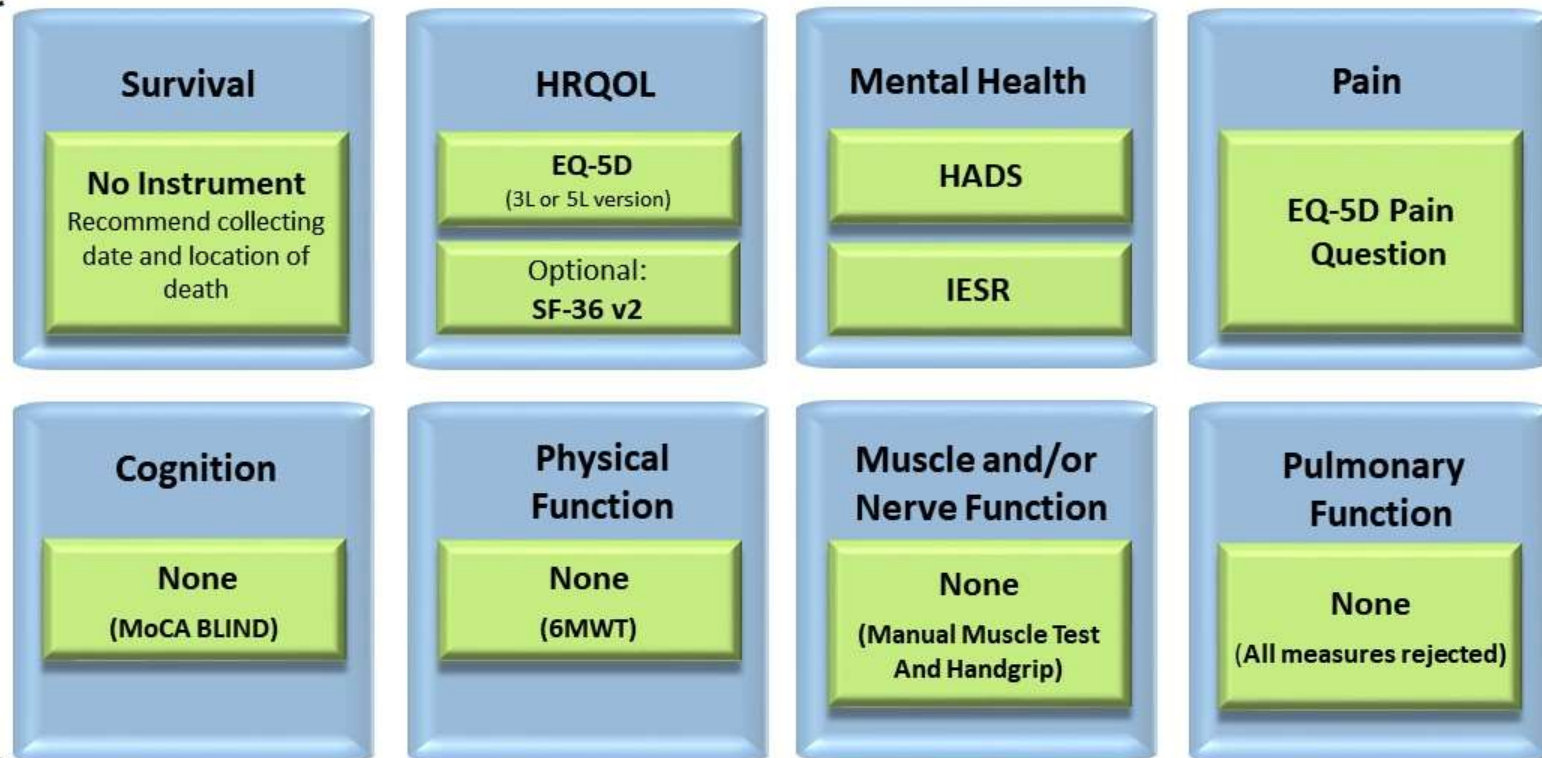 Survival
No Instrument
Recommend collecting
date and location of
death
HRQOL
EQ-5D
(3L or 5L version)
Optional:
SF-36 v2
Mental Health
HADS
IESR
Pain
EQ-5D Pain
Question
Cognition
None
(MoCA BLIND)
Physical
Function
None
(6MWT)
Muscle and/or
Nerve Function
None
(Manual Muscle Test
And Handgrip)
Pulmonary
Function
None
(All measures rejected)